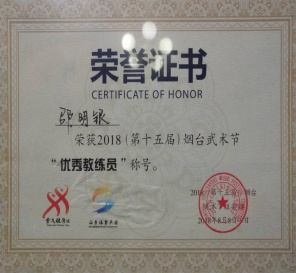 荣誉证书
CERTIFICATE OF HONOR
邵明银
荣获2018（第十五届）烟台武术节
“优秀教练员”称号。